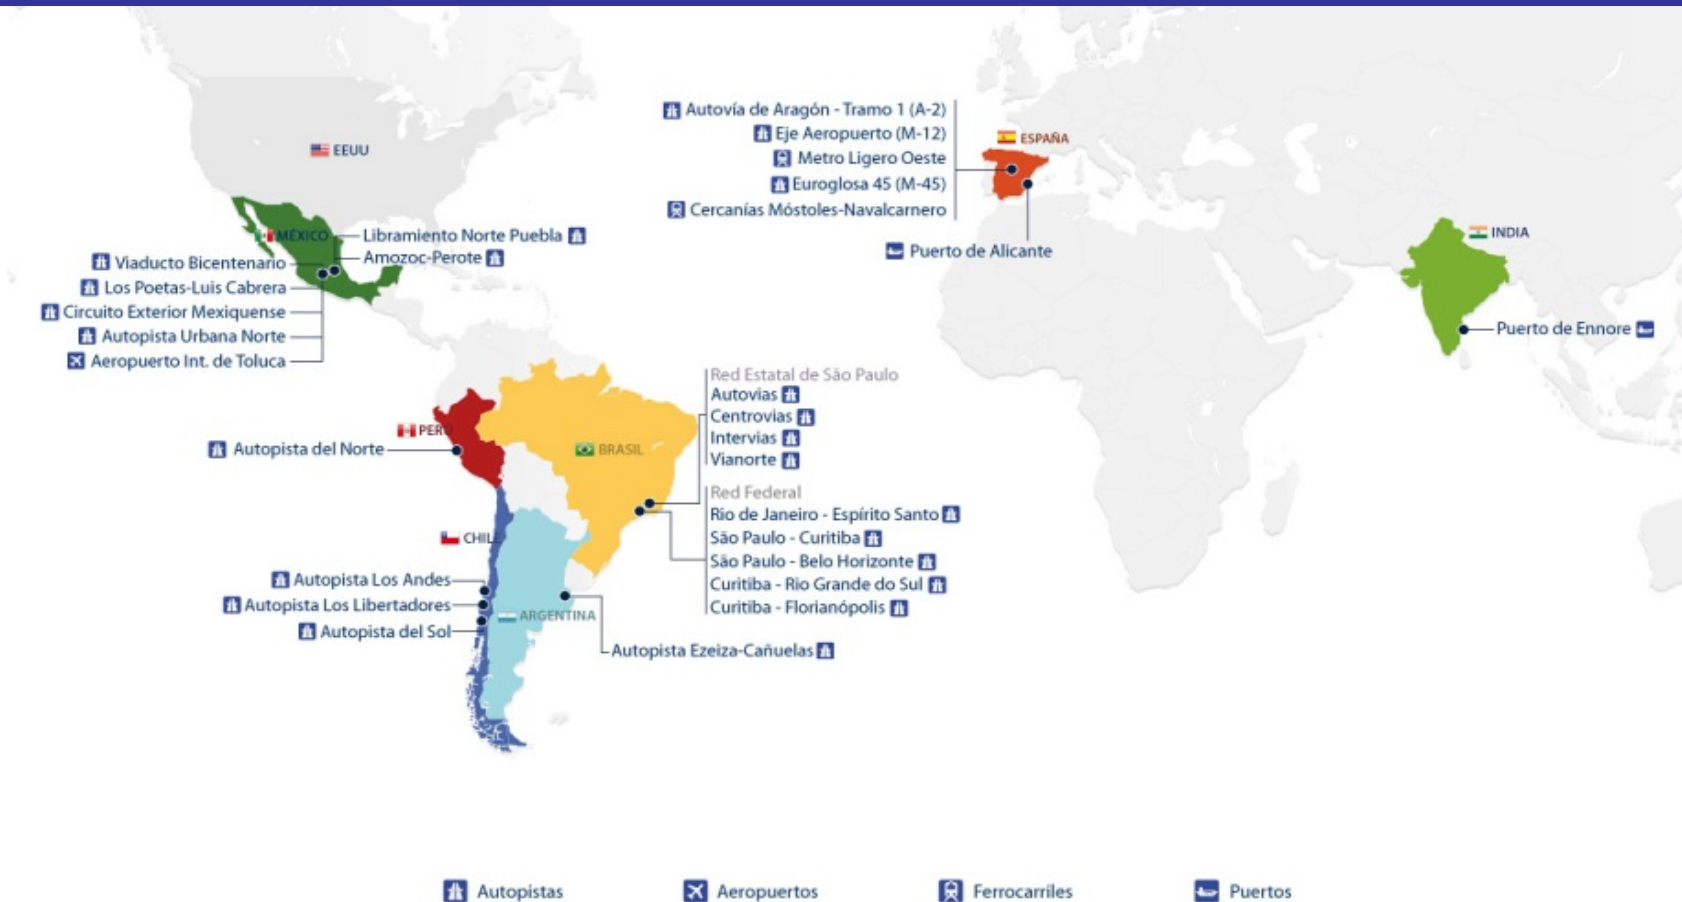 EEUU
MÉXICO
Libramiento Norte Puebla
Amozoc-Perote
Viaducto Bicentenario
Los Poetas-Luis Cabrera
Circuito Exterior Mexiquense
Autopista Urbana Norte
Aeropuerto Int. de Toluca
Autovía de Aragón - Tramo 1 (A-2)
Eje Aeropuerto (M-12)
Metro Ligero Oeste
Euroglosa 45 (M-45)
Cercanías Móstoles-Navalcarnero
ESPAÑA
Puerto de Alicante
INDIA
Puerto de Ennore
PERÚ
Autopista del Norte
BRASIL
Red Estatal de São Paulo
Autovias
Centrovias
Intervias
Vianorte
Red Federal
Rio de Janeiro - Espírito Santo
São Paulo - Curitiba
São Paulo - Belo Horizonte
Curitiba - Rio Grande do Sul
Curitiba - Florianópolis
CHILE
Autopista Los Andes
Autopista Los Libertadores
Autopista del Sol
ARGENTINA
Autopista Ezeiza-Cañuelas
Autopistas
Aeropuertos
Ferrocarriles
Puertos